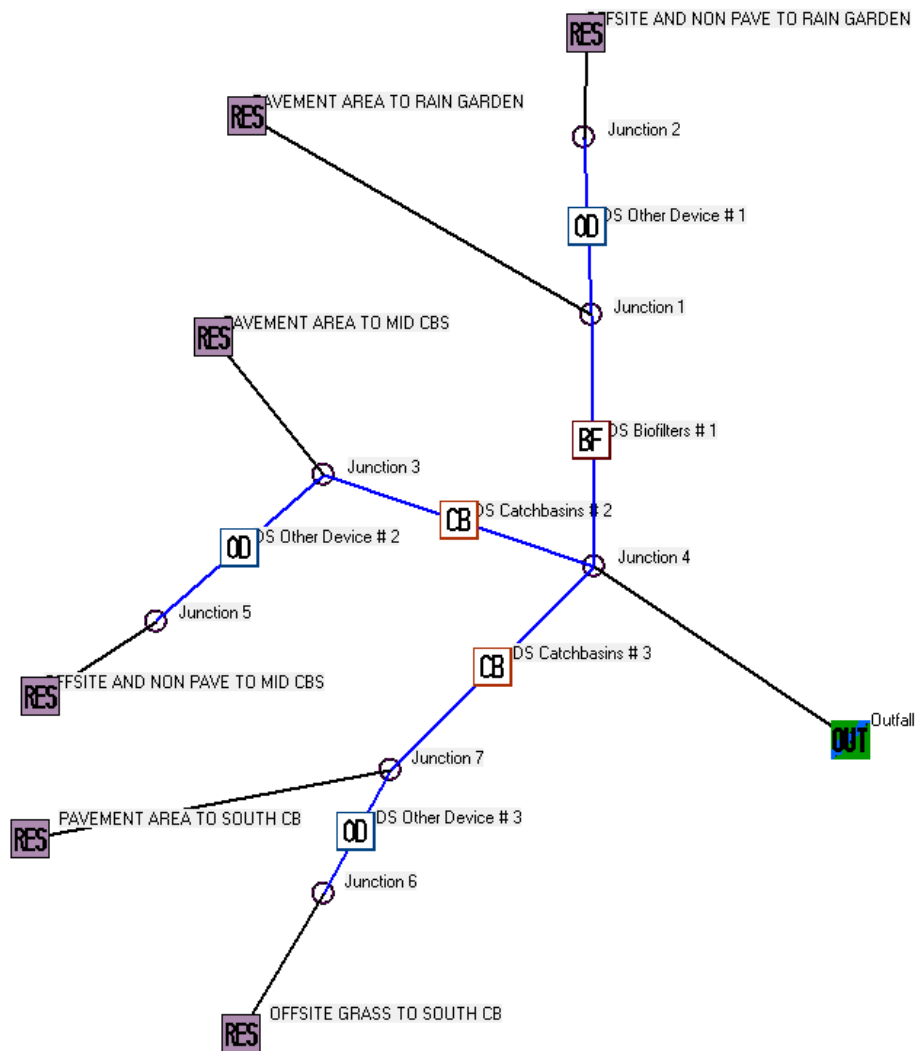 RES
OFFSITE AND NON PAVE TO RAIN GARDEN
RES
PAVEMENT AREA TO RAIN GARDEN
Junction 2
OD
DS Other Device # 1
Junction 1
RES
PAVEMENT AREA TO MID CBS
BF
DS Biofilters # 1
Junction 3
CB
DS Catchbasins # 2
OD
DS Other Device # 2
Junction 4
Junction 5
CB
DS Catchbasins # 3
RES
OFFSITE AND NON PAVE TO MID CBS
OUT
Outfall
Junction 7
RES
PAVEMENT AREA TO SOUTH CB
OD
DS Other Device # 3
Junction 6
RES
OFFSITE GRASS TO SOUTH CB